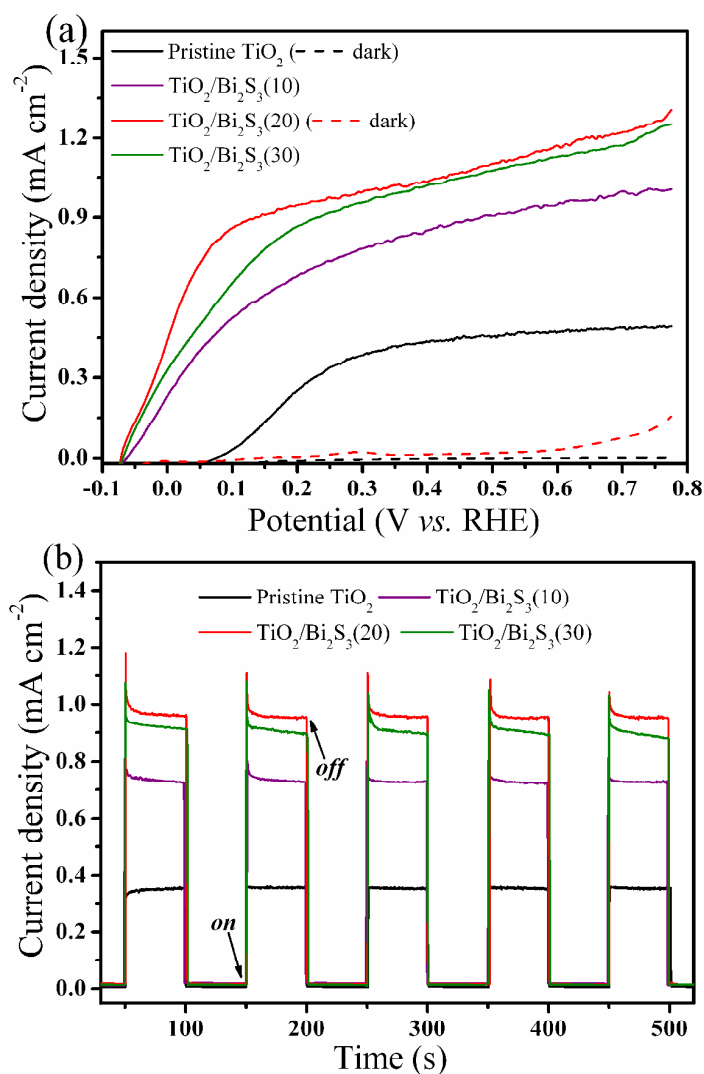 (a)
1.5
1.2
0.9
0.6
0.3
0.0
Current density (mA cm-2)
Pristine TiO2 (--- dark)
TiO2/Bi2S3(10)
TiO2/Bi2S3(20) (--- dark)
TiO2/Bi2S3(30)
-0.1 0.0 0.1 0.2 0.3 0.4 0.5 0.6 0.7 0.8
Potential (V vs. RHE)
(b)
1.4
1.2
1.0
0.8
0.6
0.4
0.2
0.0
Current density (mA cm-2)
Pristine TiO2 TiO2/Bi2S3(10)
TiO2/Bi2S3(20) TiO2/Bi2S3(30)
off
on
100 200 300 400 500
Time (s)